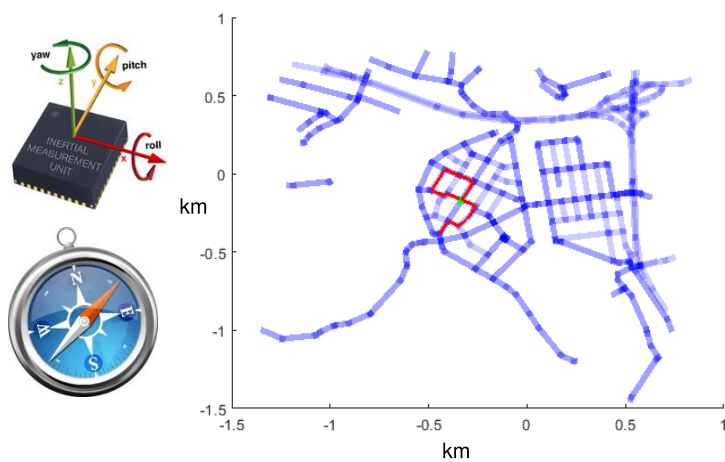 yaw
z
y
pitch
INERTIAL
MEASUREMENT
UNIT
roll
x
N
E
S
W
1
0.5
0
-0.5
-1
-1.5
km
-1.5
-1
-0.5
0
0.5
1
km